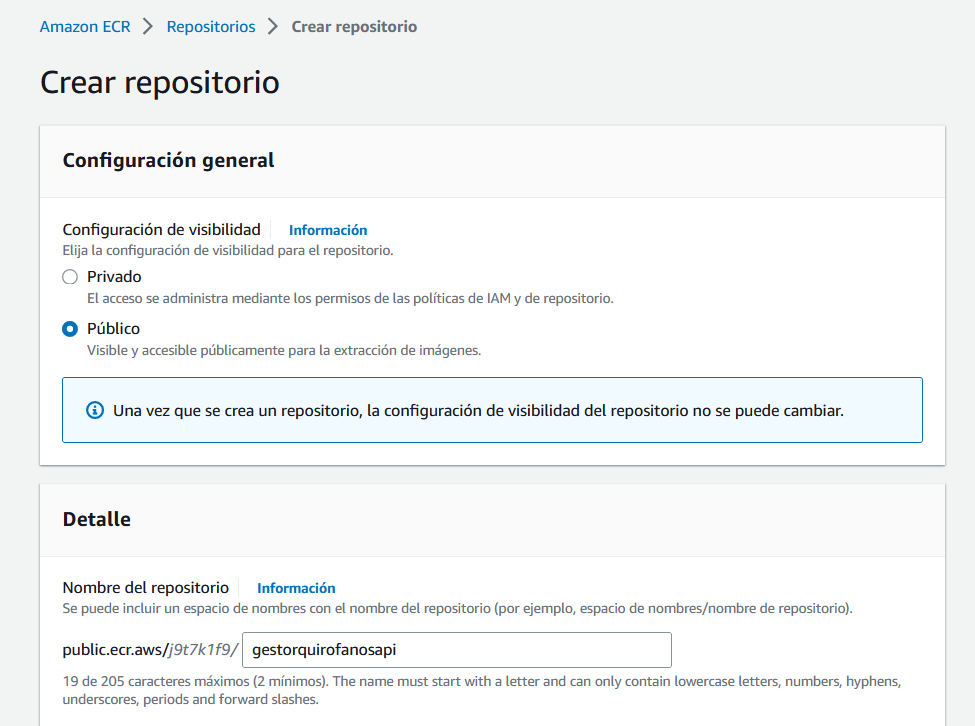 Amazon ECR > Repositorios > Crear repositorio
Crear repositorio
Configuración general
Configuración de visibilidad Información
Elija la configuración de visibilidad para el repositorio.
Privado
El acceso se administra mediante los permisos de las políticas de IAM y de repositorio.
Público
Visible y accesible públicamente para la extracción de imágenes.
Una vez que se crea un repositorio, la configuración de visibilidad del repositorio no se puede cambiar.
Detalle
Nombre del repositorio Información
Se puede incluir un espacio de nombres con el nombre del repositorio (por ejemplo, espacio de nombres/nombre de repositorio).
public.ecr.aws/j9t7k1f9/ gestorquirofanosapi
19 de 205 caracteres máximos (2 mínimos). The name must start with a letter and can only contain lowercase letters, numbers, hyphens,
underscores, periods and forward slashes.